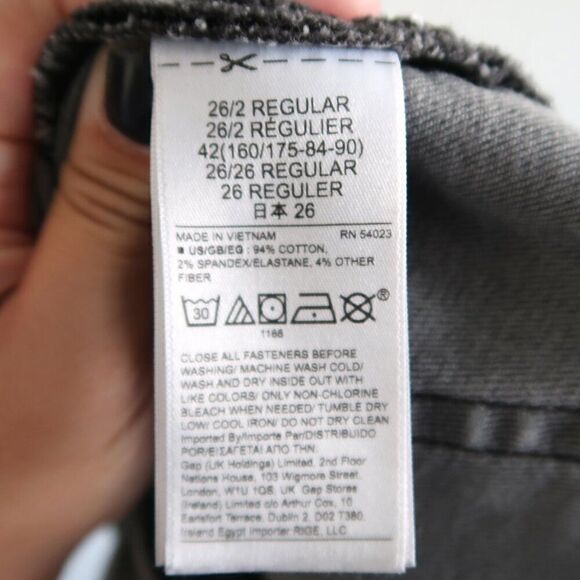 26/2 REGULAR
26/2 RÉGULIER
42(160/175-84-90)
26/26 REGULAR
26 REGULER
日本 26
MADE IN VIETNAM RN 54023
■ US/GB/EG : 94% COTTON,
2% SPANDEX/ELASTANE, 4% OTHER
FIBER
30 ®
1166
CLOSE ALL FASTENERS BEFORE
WASHING/ MACHINE WASH COLD/
WASH AND DRY INSIDE OUT WITH
LIKE COLORS/ ONLY NON-CHLORINE
BLEACH WHEN NEEDED/ TUMBLE DRY
LOW/ COOL IRON/ DO NOT DRY CLEAN
Imported By/Importe Par/DISTRIBUIDO
POR/ΕΙΣΑΓΕΤΑΙ ΑΠΟ ΤΗΝ.
Gap (UK Holdings) Limited, 2nd Floor
Nations House, 103 Wigmore Street,
London, W1U 1QS, UK, Gap Stores
(Ireland) Limited c/o Arthur Cox, 10
Earlsfort Terrace, Dublin 2, D02 T380,
Ireland Egypt Importer RIGE, LLC